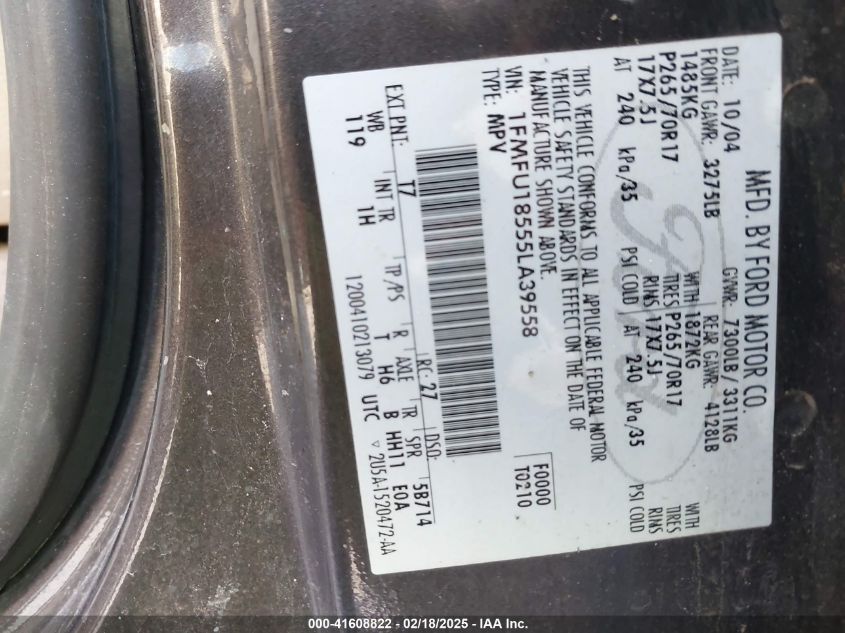 MFD. BY FORD MOTOR CO.
DATE: 10/04 GVWR: 7300LB / 3311KG
FRONT GAWR: 3275LB REAR GAWR: 4128LB
1485KG WITH 1872KG WITH
P265/70R17 TIRES P265/70R17 TIRES
17X7.5J RIMS 17X7.5J RIMS
AT 240 kPa/35 PSI COLD AT 240 kPa/35 PSI COLD
THIS VEHICLE CONFORMS TO ALL APPLICABLE FEDERAL MOTOR
VEHICLE SAFETY STANDARDS IN EFFECT ON THE DATE OF
MANUFACTURE SHOWN ABOVE.
VIN: 1FMFU18555LA39558
TYPE: MPV
F0000
T0210
EXT PNT: T7 RC: 27 DSO:
WB INT TR TP/PS R AXLE TR SPR 5B714
119 1H T H6 B HH11 E0A
1200410213079 UTC ▽ 2U5A-1520472-AA
Ford
000-41608822 - 02/18/2025 - IAA Inc.